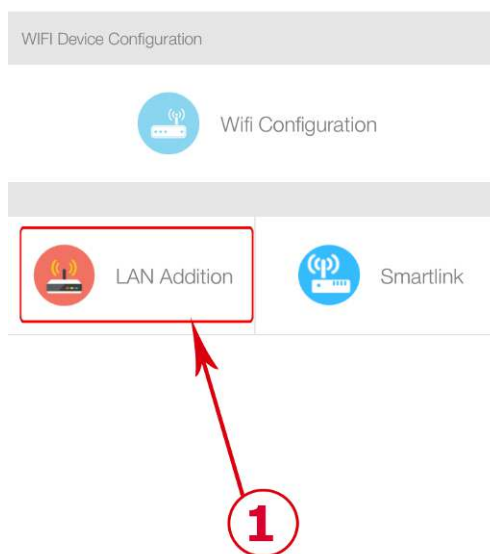 WIFI Device Configuration
Wifi Configuration
LAN Addition
Smartlink
1